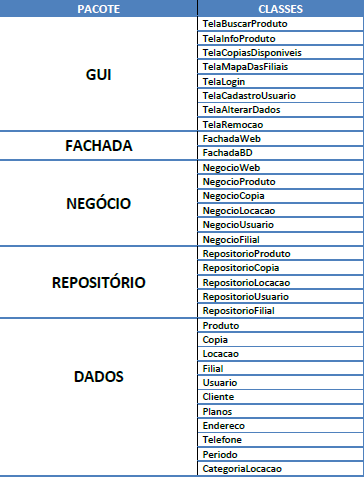 PACOTE CLASSES
GUI
TelaBuscarProduto
TelaInfoProduto
TelaCopiasDisponiveis
TelaMapaDasFiliais
TelaLogin
TelaCadastroUsuario
TelaAlterarDados
TelaRemocao
FACHADA
FachadaWeb
FachadaBD
NEGÓCIO
NegocioWeb
NegocioProduto
NegocioCopia
NegocioLocacao
NegocioUsuario
NegocioFilial
REPOSITÓRIO
RepositorioProduto
RepositorioCopia
RepositorioLocacao
RepositorioUsuario
RepositorioFilial
DADOS
Produto
Copia
Locacao
Filial
Usuario
Cliente
Planos
Endereco
Telefone
Periodo
CategoriaLocacao